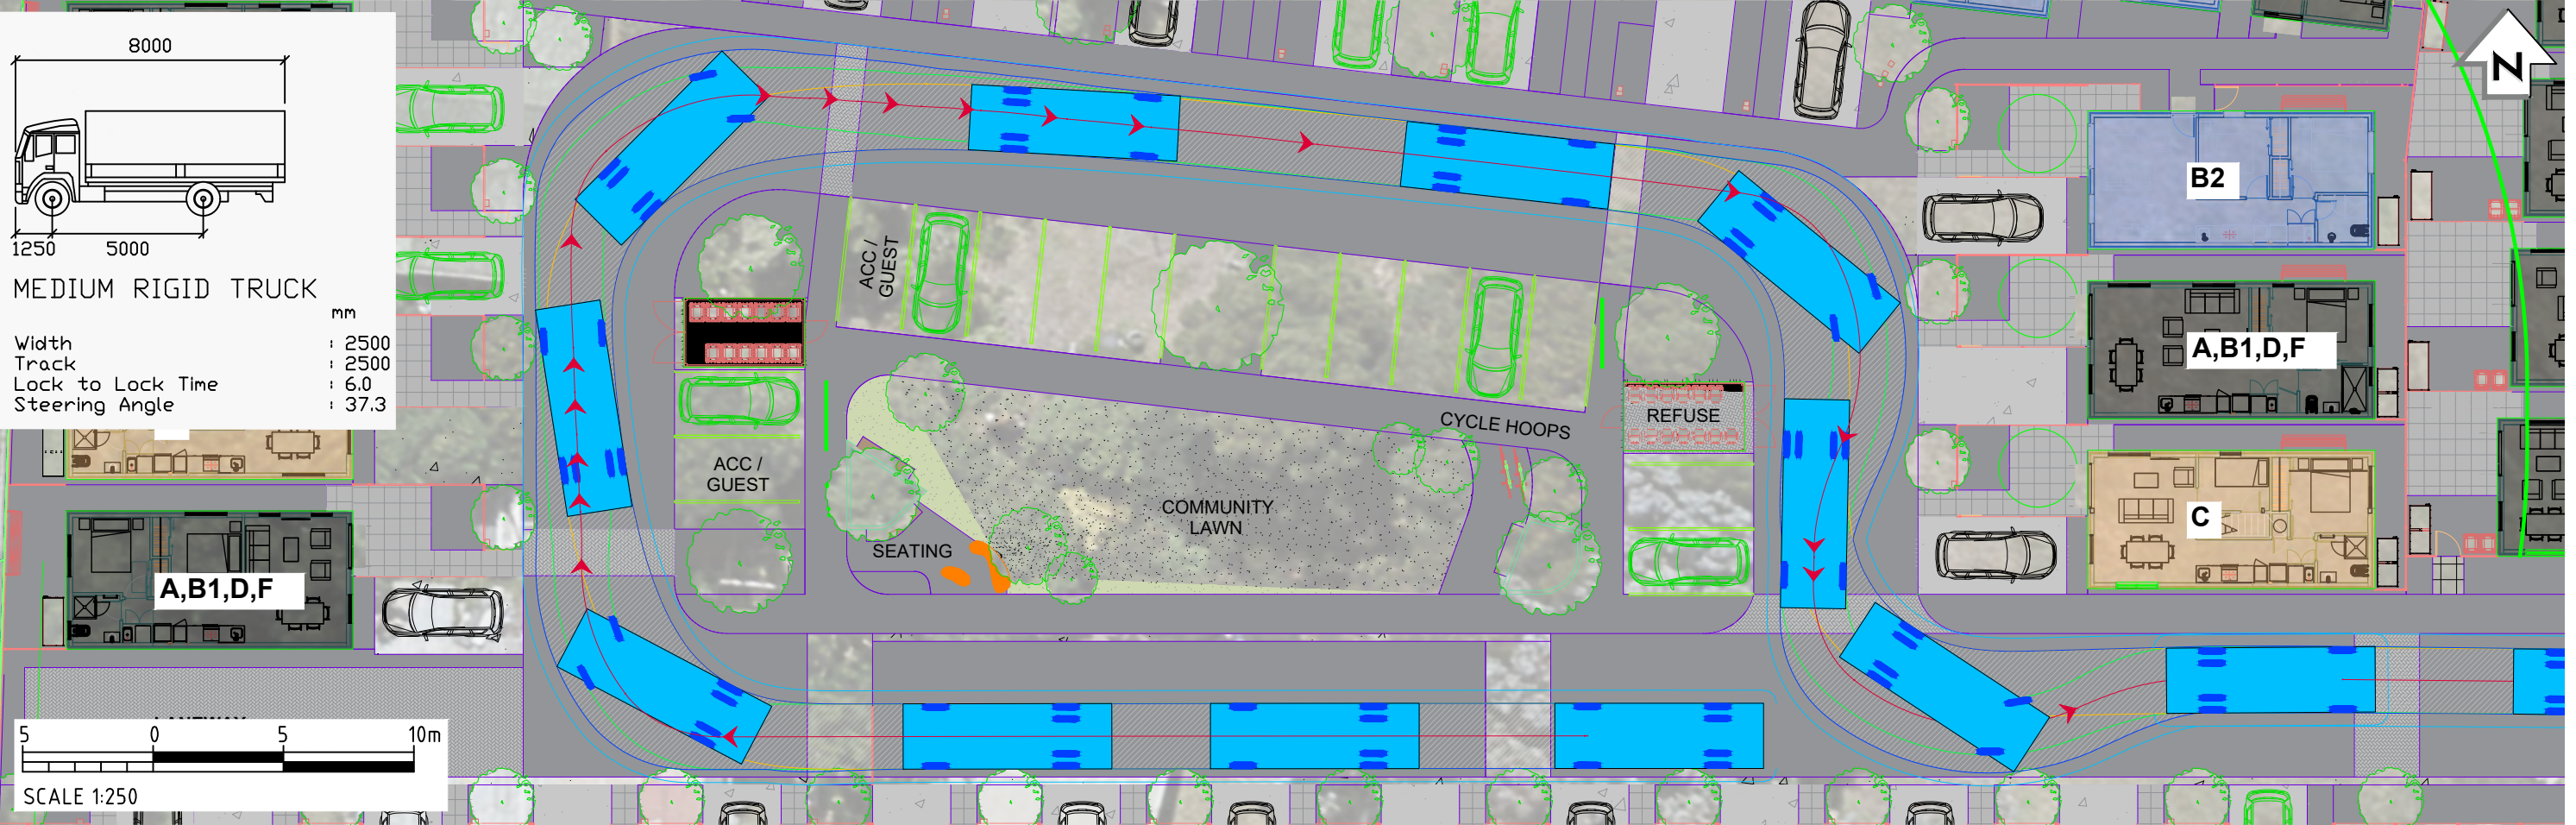 8000
1250
5000
MEDIUM RIGID TRUCK
mm
Width : 2500
Track : 2500
Lock to Lock Time : 6.0
Steering Angle : 37.3
N
ACC /
GUEST
B2
A,B1,D,F
REFUSE
CYCLE HOOPS
ACC /
GUEST
COMMUNITY
LAWN
C
SEATING
A,B1,D,F
5 0 5 10m
SCALE 1:250